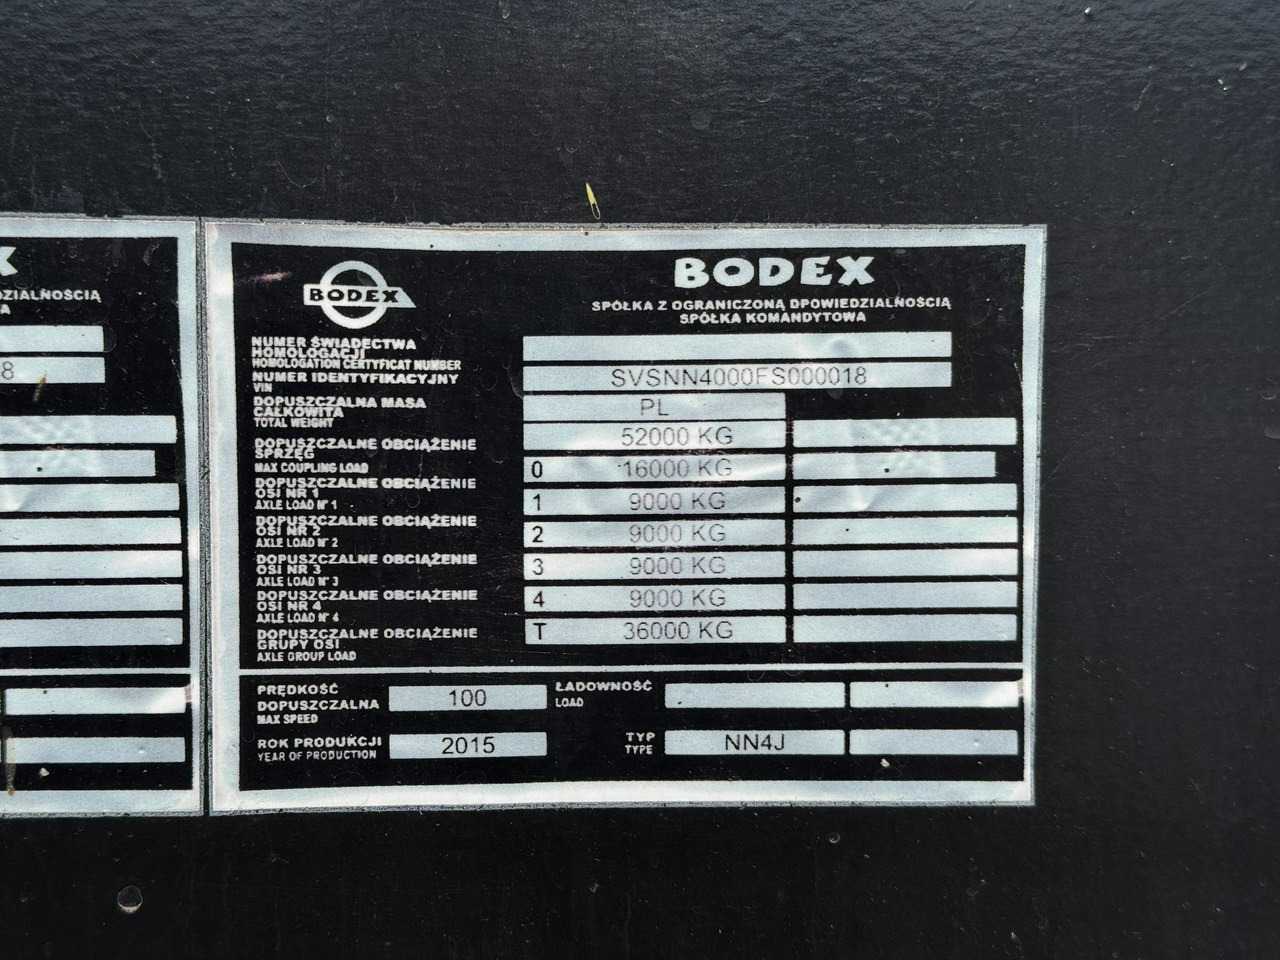 X
ZIALNOŚCIĄ
A
8
BODEX
BODEX
SPÓŁKA Z OGRANICZONĄ DPOWIEDZIALNOŚCIĄ
SPÓŁKA KOMANDYTOWA
NUMER ŚWIADECTWA
HOMOLOGACJI
HOMOLOGATION CERTYFICAT NUMBER
NUMER IDENTYFIKACYJNY
VIN
SVSNN4000FS000018
DOPUSZCZALNA MASA
CAŁKOWITA
TOTAL WEIGHT
PL
52000 KG
DOPUSZCZALNE OBCIĄŻENIE
SPRZĘG
MAX COUPLING LOAD
0 16000 KG
DOPUSZCZALNE OBCIĄŻENIE
OSI NR 1
AXLE LOAD N° 1
1 9000 KG
DOPUSZCZALNE OBCIĄŻENIE
OSI NR 2
AXLE LOAD N° 2
2 9000 KG
DOPUSZCZALNE OBCIĄŻENIE
OSI NR 3
AXLE LOAD N° 3
3 9000 KG
DOPUSZCZALNE OBCIĄŻENIE
OSI NR 4
AXLE LOAD N° 4
4 9000 KG
DOPUSZCZALNE OBCIĄŻENIE
GRUPY OSI
AXLE GROUP LOAD
T 36000 KG
PRĘDKOŚĆ
DOPUSZCZALNA
MAX SPEED
100
ŁADOWNOŚĆ
LOAD
ROK PRODUKCJI
YEAR OF PRODUCTION
2015
TYP
TYPE
NN4J